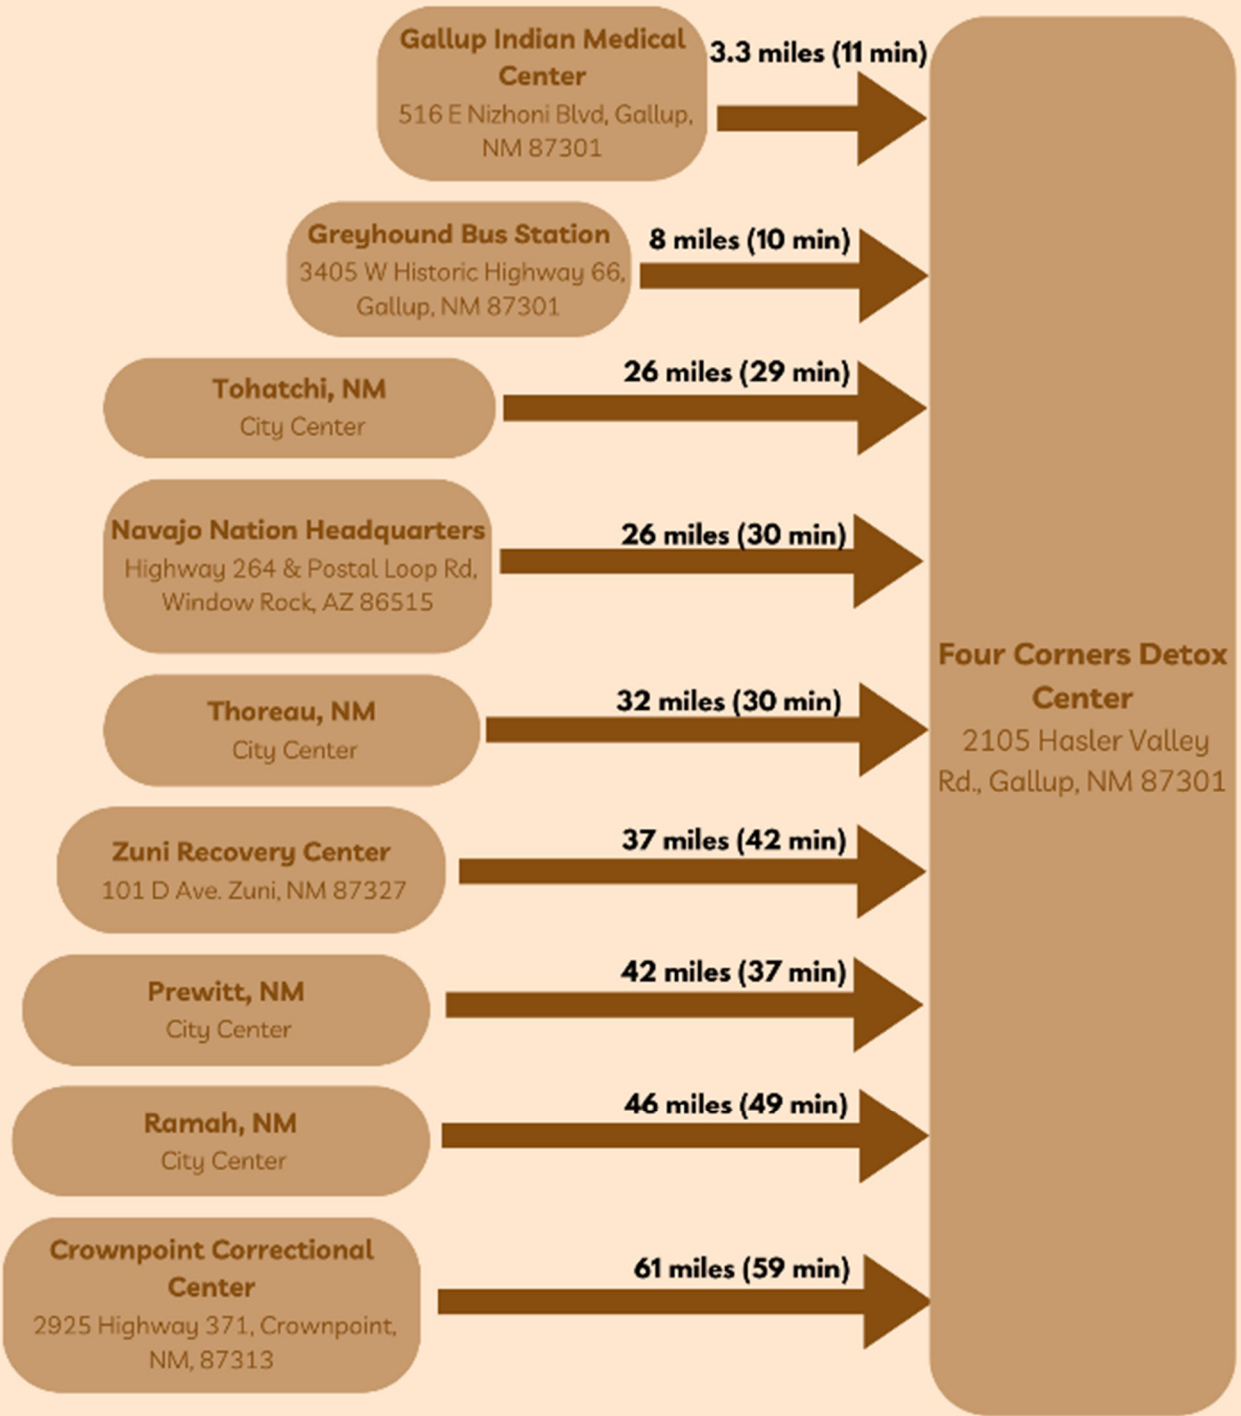 Gallup Indian Medical
Center
516 E Nizhoni Blvd, Gallup,
NM 87301
3.3 miles (11 min)
Greyhound Bus Station
3405 W Historic Highway 66,
Gallup, NM 87301
8 miles (10 min)
Tohatchi, NM
City Center
26 miles (29 min)
Navajo Nation Headquarters
Highway 264 & Postal Loop Rd,
Window Rock, AZ 86515
26 miles (30 min)
Thoreau, NM
City Center
32 miles (30 min)
Zuni Recovery Center
101 D Ave. Zuni, NM 87327
37 miles (42 min)
Prewitt, NM
City Center
42 miles (37 min)
Ramah, NM
City Center
46 miles (49 min)
Crownpoint Correctional
Center
2925 Highway 371, Crownpoint,
NM, 87313
61 miles (59 min)
Four Corners Detox
Center
2105 Hasler Valley
Rd., Gallup, NM 87301